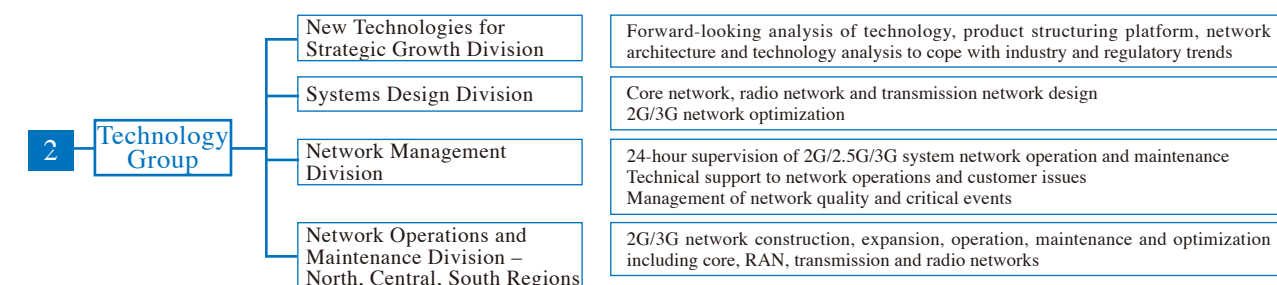 New Technologies for
Strategic Growth Division
Forward-looking analysis of technology, product structuring platform, network
architecture and technology analysis to cope with industry and regulatory trends
Systems Design Division
Core network, radio network and transmission network design
2G/3G network optimization
2
Technology
Group
Network Management
Division
24-hour supervision of 2G/2.5G/3G system network operation and maintenance
Technical support to network operations and customer issues
Management of network quality and critical events
Network Operations and
Maintenance Division –
North, Central, South Regions
2G/3G network construction, expansion, operation, maintenance and optimization
including core, RAN, transmission and radio networks